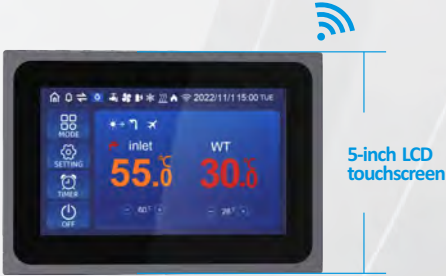 2022/11/1 15:00 TUE
MODE
SETTING
TIMER
OFF
inlet
WT
55.0
°C
30.0
5-inch LCD
touchscreen